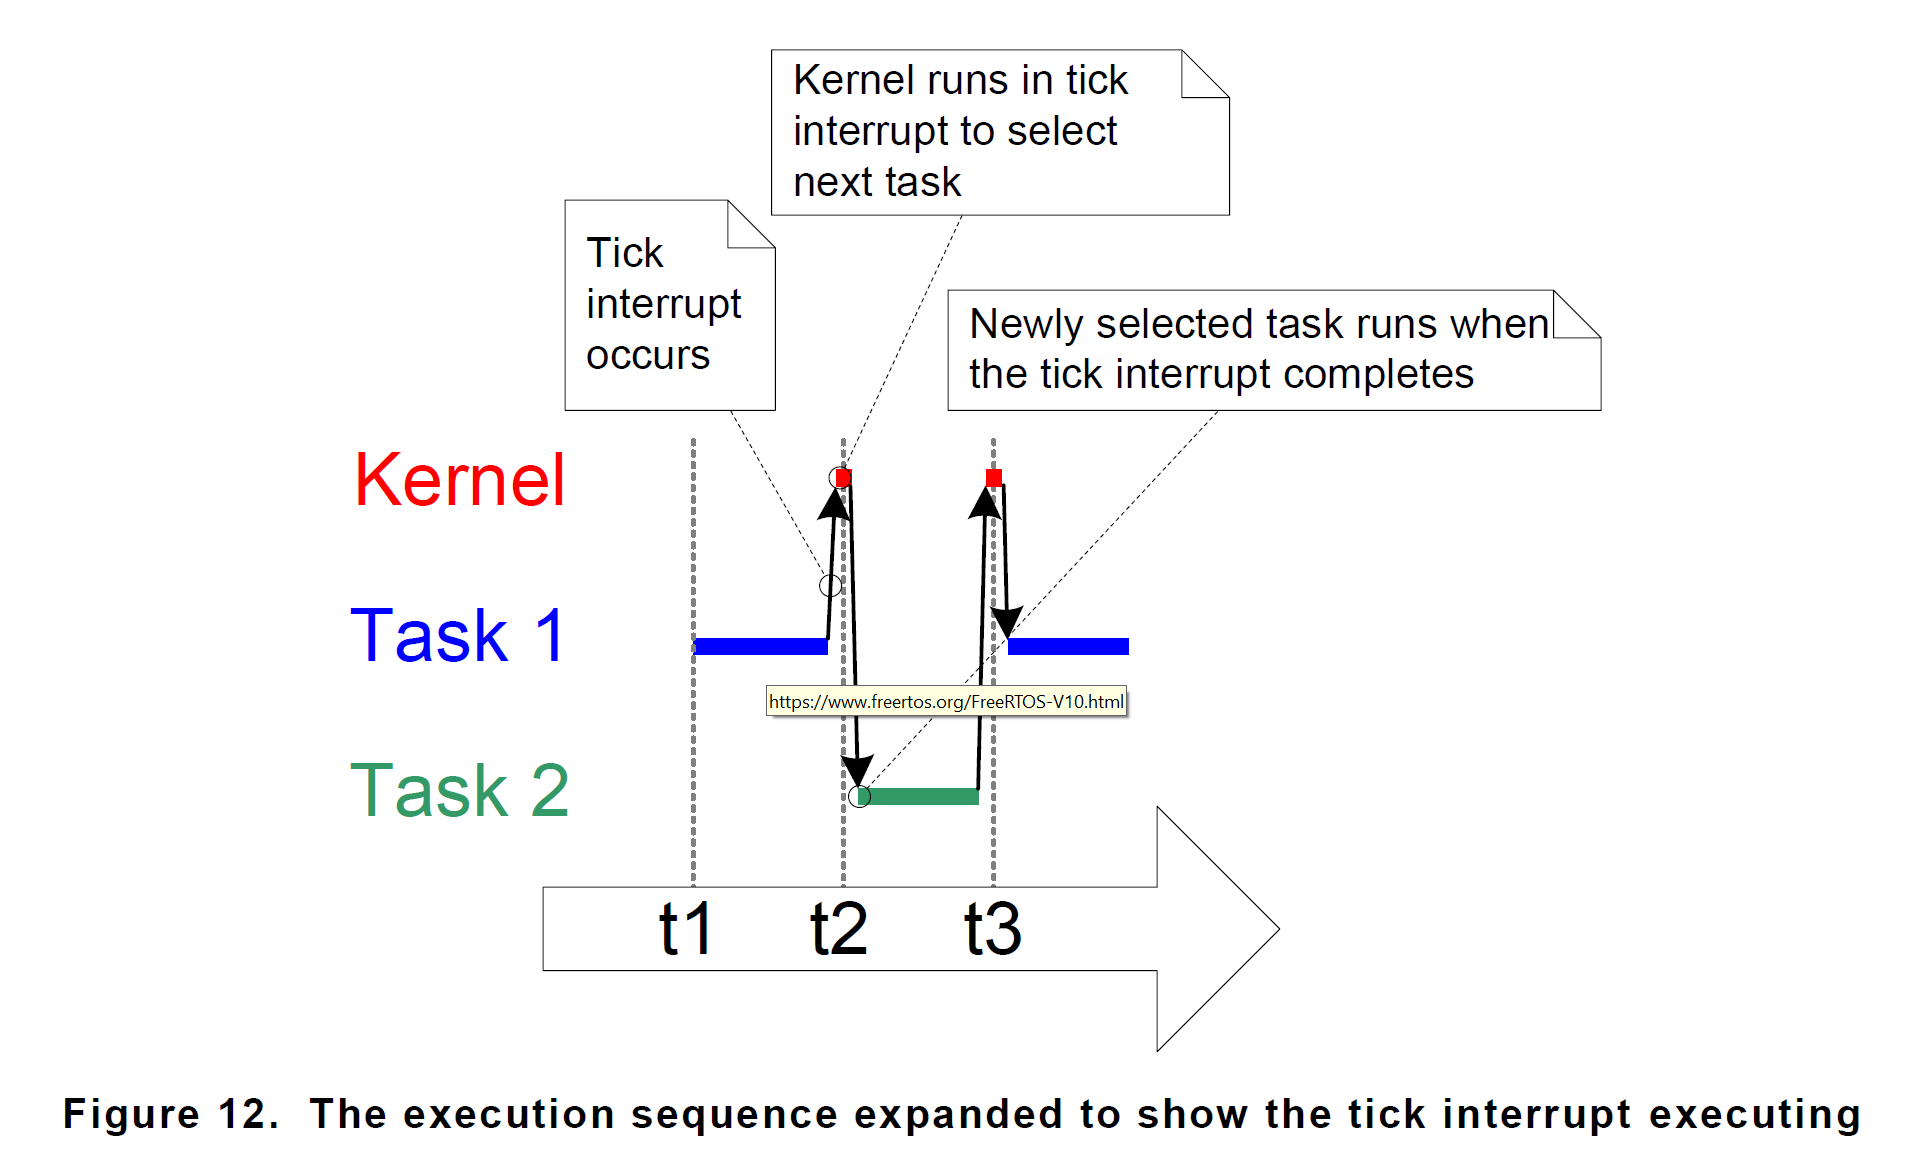 Kernel runs in tick
interrupt to select
next task
Tick
interrupt
occurs
Newly selected task runs when
the tick interrupt completes
Kernel
Task 1
https://www.freertos.org/FreeRTOS-V10.html
Task 2
t1 t2 t3
Figure 12. The execution sequence expanded to show the tick interrupt executing